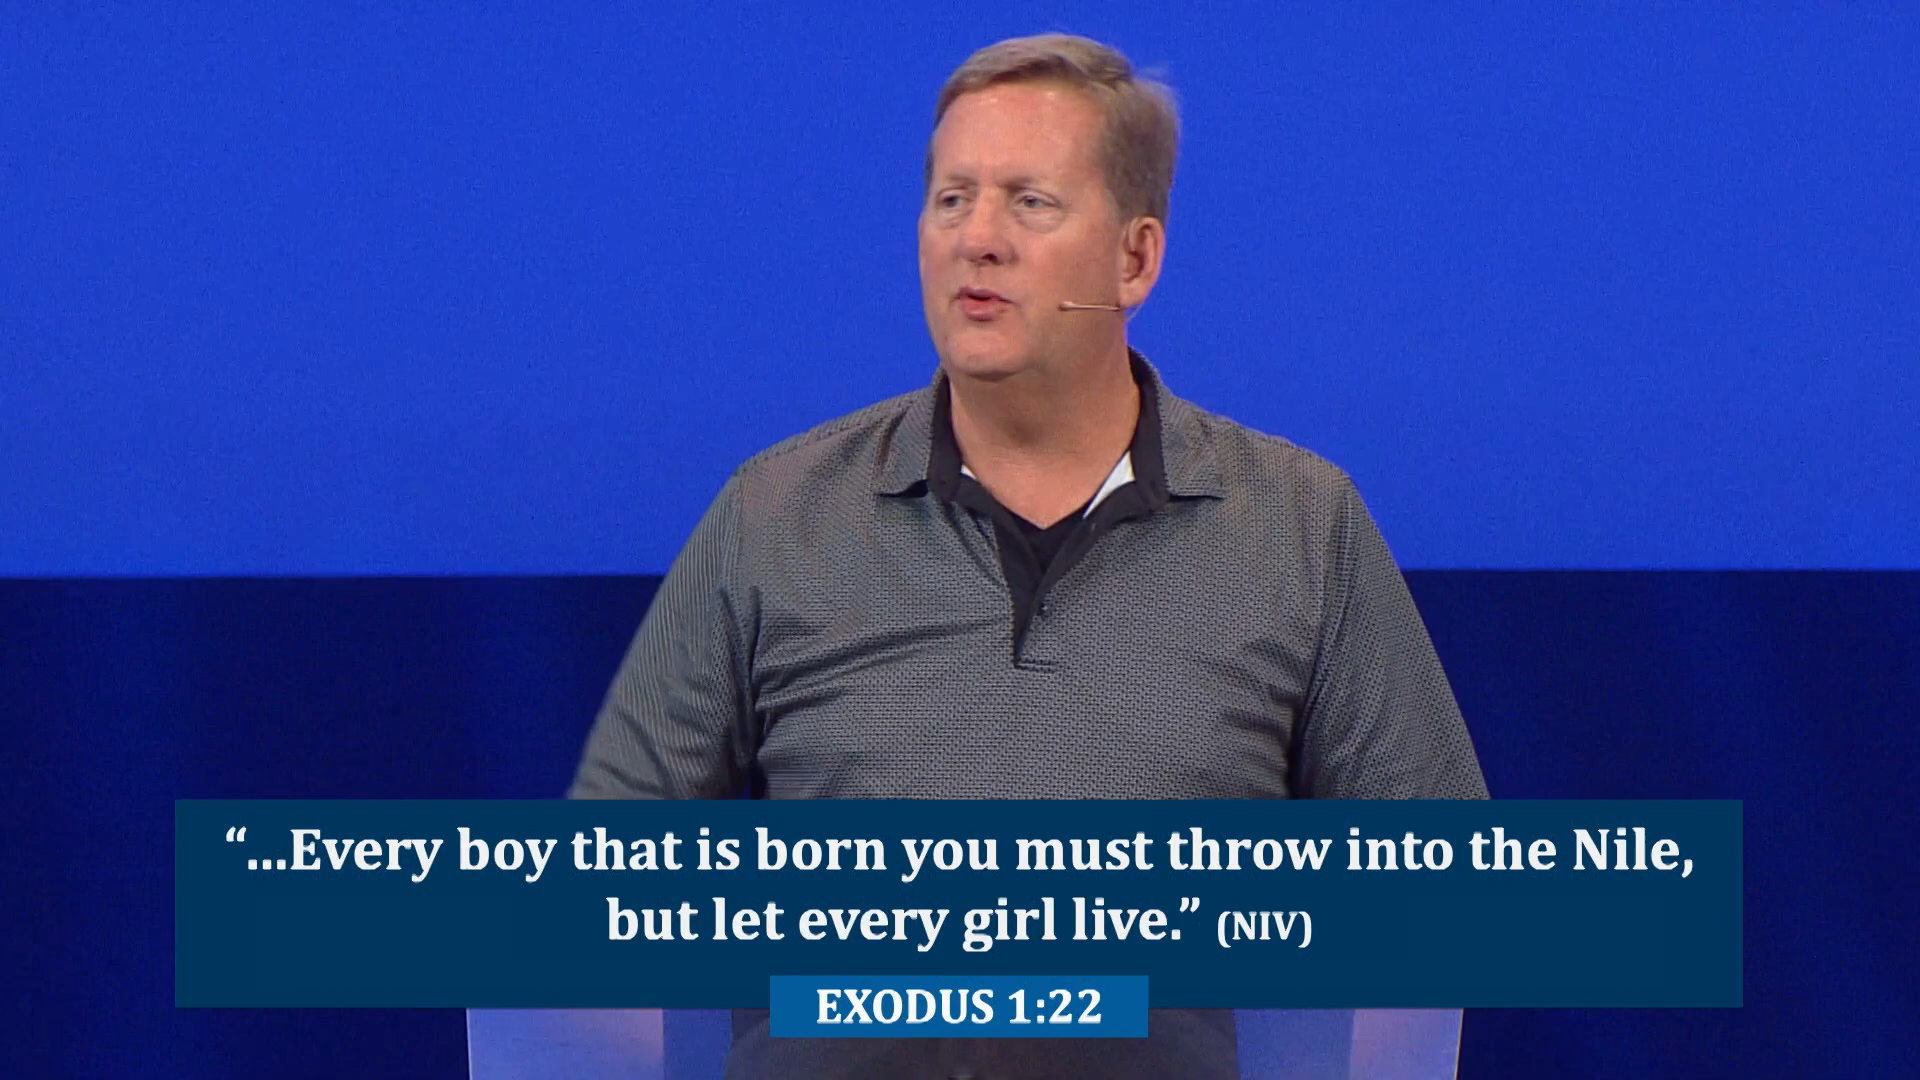 “...Every boy that is born you must throw into the Nile,
but let every girl live.” (NIV)
EXODUS 1:22